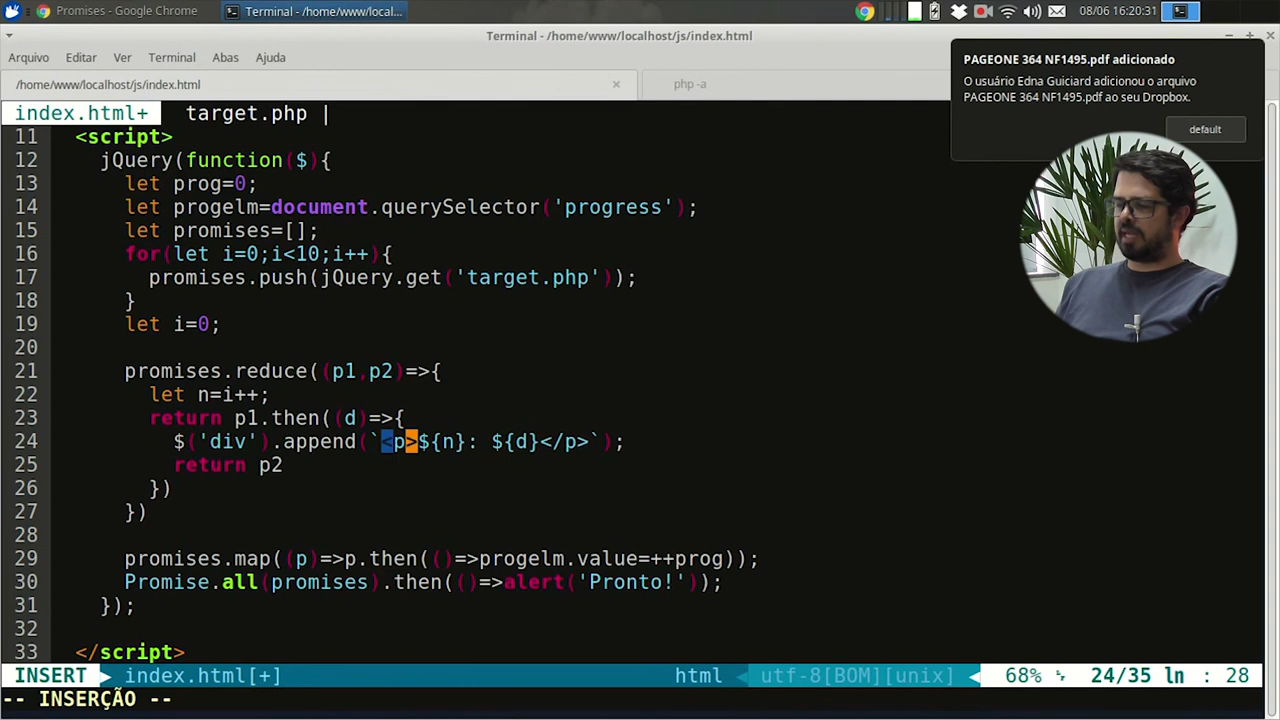 Promises - Google Chrome
Terminal - /home/www/local...
08/06 16:20:31
Terminal - /home/www/localhost/js/index.html
Arquivo Editar Ver Terminal Abas Ajuda
/home/www/localhost/js/index.html
php -a
PAGEONE 364 NF1495.pdf adicionado
O usuário Edna Guiciard adicionou o arquivo
PAGEONE 364 NF1495.pdf ao seu Dropbox.
default
index.html+ target.php |
11 <script>
12 jQuery(function($){
13 let prog=0;
14 let progelm=document.querySelector('progress');
15 let promises=[];
16 for(let i=0;i<10;i++){
17 promises.push(jQuery.get('target.php'));
18 }
19 let i=0;
20
21 promises.reduce((p1,p2)=>{
22 let n=i++;
23 return p1.then((d)=>{
24 $('div').append(`<p>${n}: ${d}</p>`);
25 return p2
26 })
27 })
28
29 promises.map((p)=>p.then(()=>progelm.value=++prog));
30 Promise.all(promises).then(()=>alert('Pronto!'));
31 });
32
33 </script>
INSERT index.html[+] html utf-8[BOM][unix] 68% 24/35 ln : 28
-- INSERÇÃO --